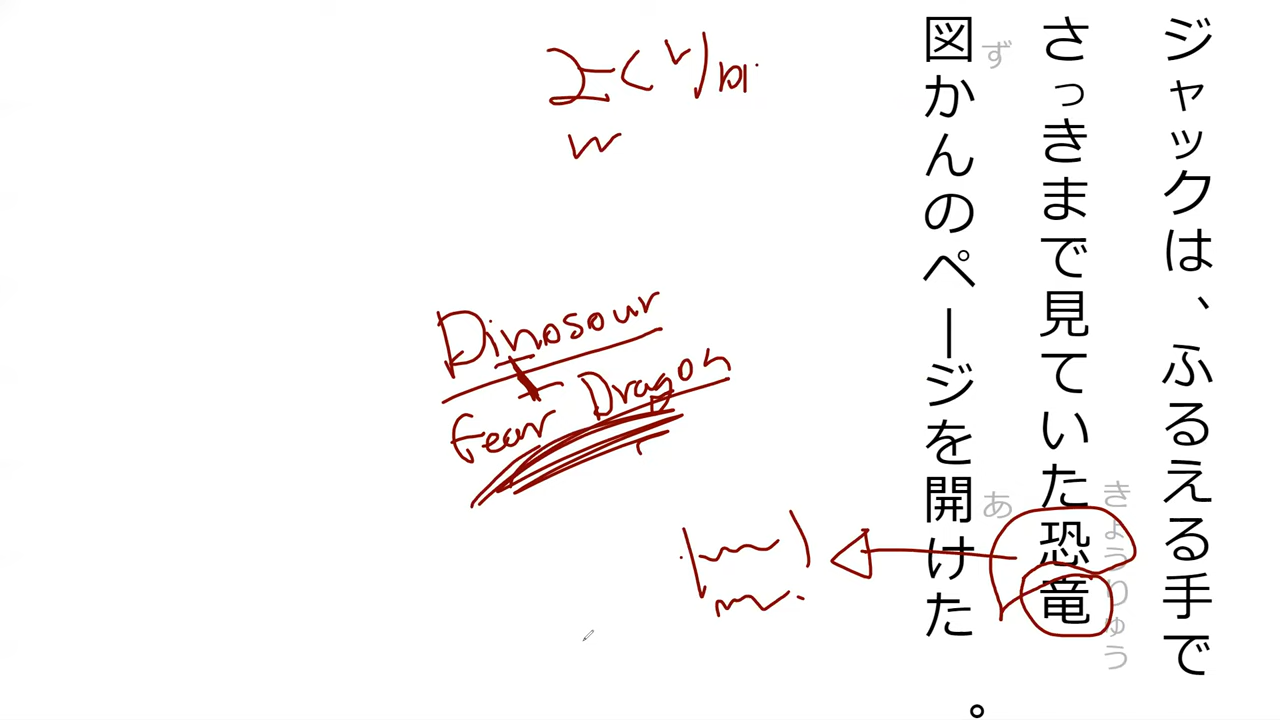 ジャックは、ふるえる手で
さっきまで見ていた恐竜
きょうりゅう
図かんのページを開けた。
ず
あ
Dinosour
fear Dragon